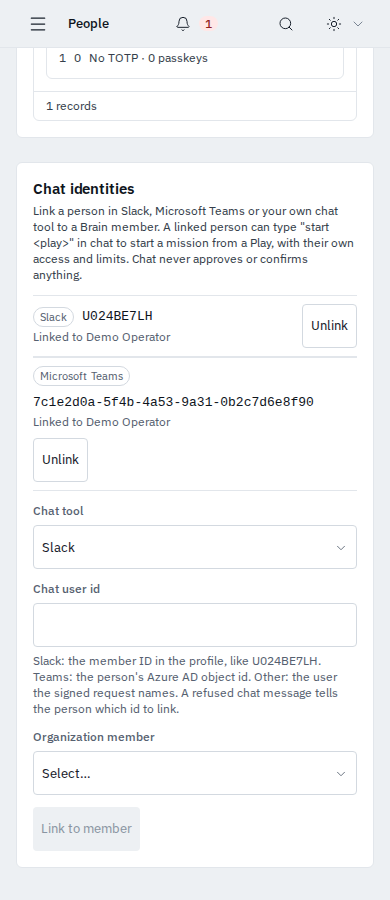 People
1
1 0 No TOTP · 0 passkeys
1 records
Chat identities
Link a person in Slack, Microsoft Teams or your own chat
tool to a Brain member. A linked person can type "start
<play>" in chat to start a mission from a Play, with their own
access and limits. Chat never approves or confirms
anything.
Slack U024BE7LH
Linked to Demo Operator
Unlink
Microsoft Teams
7c1e2d0a-5f4b-4a53-9a31-0b2c7d6e8f90
Linked to Demo Operator
Unlink
Chat tool
Slack
Chat user id
Slack: the member ID in the profile, like U024BE7LH.
Teams: the person's Azure AD object id. Other: the user
the signed request names. A refused chat message tells
the person which id to link.
Organization member
Select...
Link to member